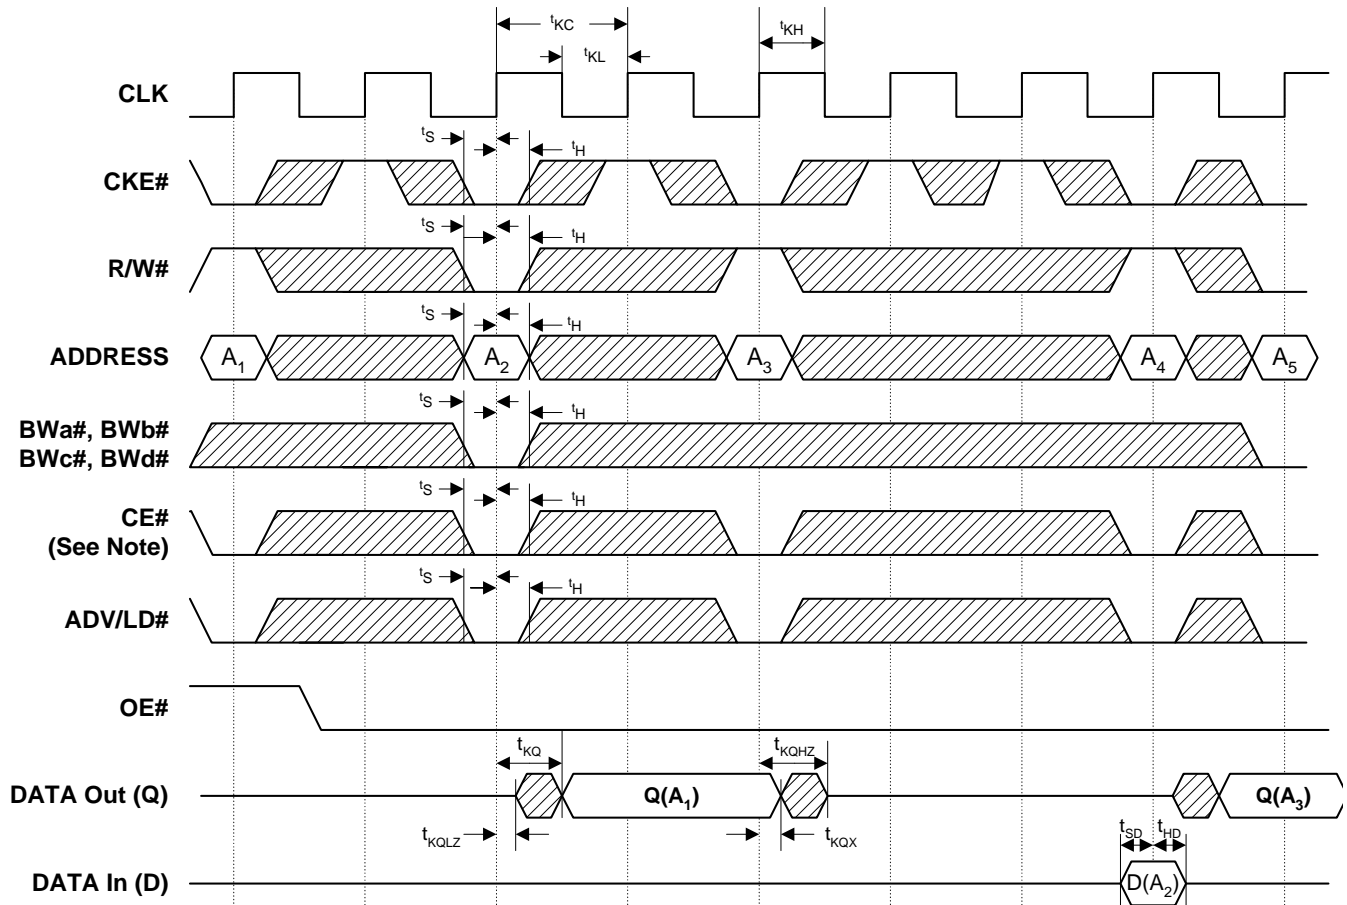 tKC
tKH
tKL
CLK
tS
tH
CKE#
tS
tH
R/W#
tS
tH
ADDRESS
A1
A2
A3
A4
A5
tS
tH
BWa#, BWb#
BWc#, BWd#
tS
tH
CE#
(See Note)
tS
tH
ADV/LD#
OE#
tKQ
tKQHZ
DATA Out (Q)
Q(A1)
Q(A3)
tKQLZ
tKQX
tSD
tHD
DATA In (D)
D(A2)